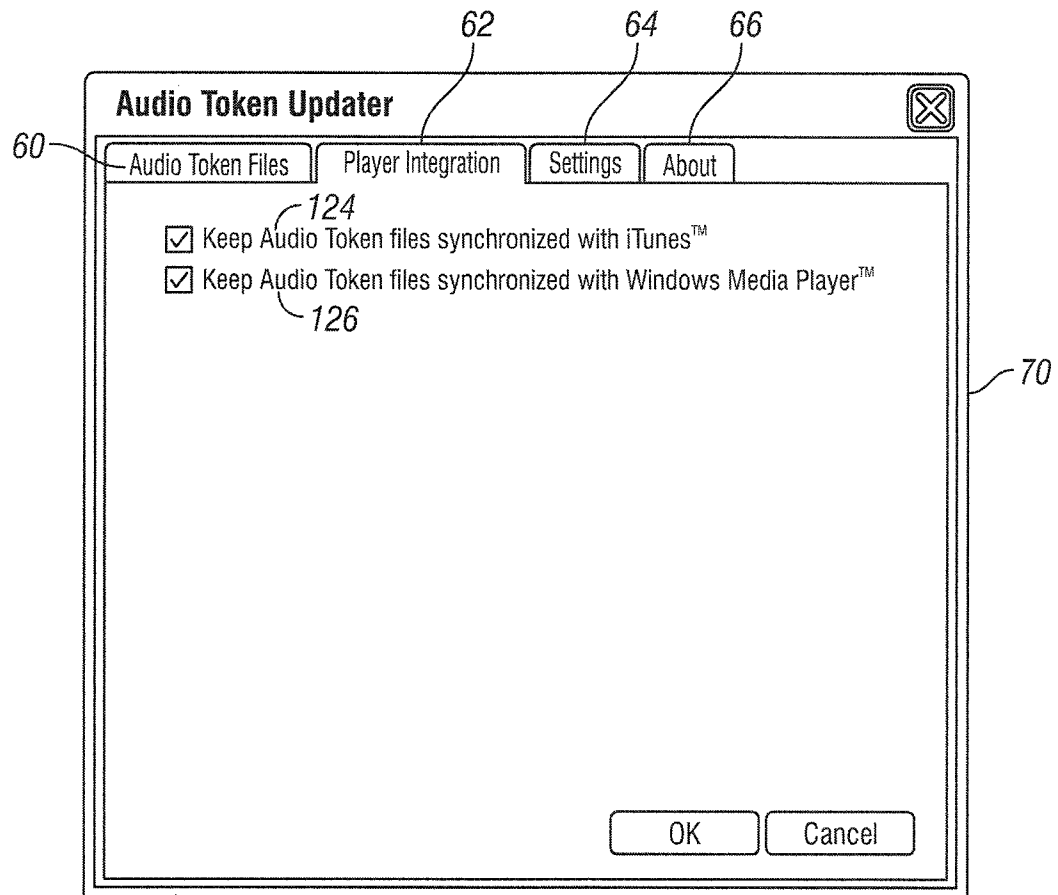 62 64 66
Audio Token Updater
60 Audio Token Files Player Integration Settings About
124
Keep Audio Token files synchronized with iTunes™
Keep Audio Token files synchronized with Windows Media Player™
126
70
OK Cancel